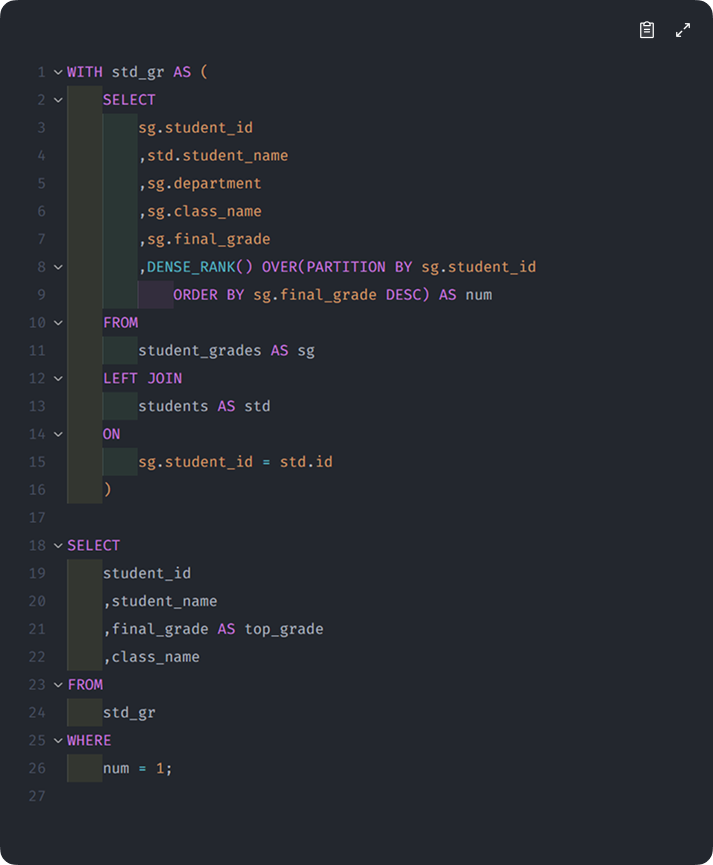 1 WITH std_gr AS (
2 SELECT
3 sg.student_id
4 ,std.student_name
5 ,sg.department
6 ,sg.class_name
7 ,sg.final_grade
8 ,DENSE_RANK() OVER(PARTITION BY sg.student_id
9 ORDER BY sg.final_grade DESC) AS num
10 FROM
11 student_grades AS sg
12 LEFT JOIN
13 students AS std
14 ON
15 sg.student_id = std.id
16 )
17
18 SELECT
19 student_id
20 ,student_name
21 ,final_grade AS top_grade
22 ,class_name
23 FROM
24 std_gr
25 WHERE
26 num = 1;
27